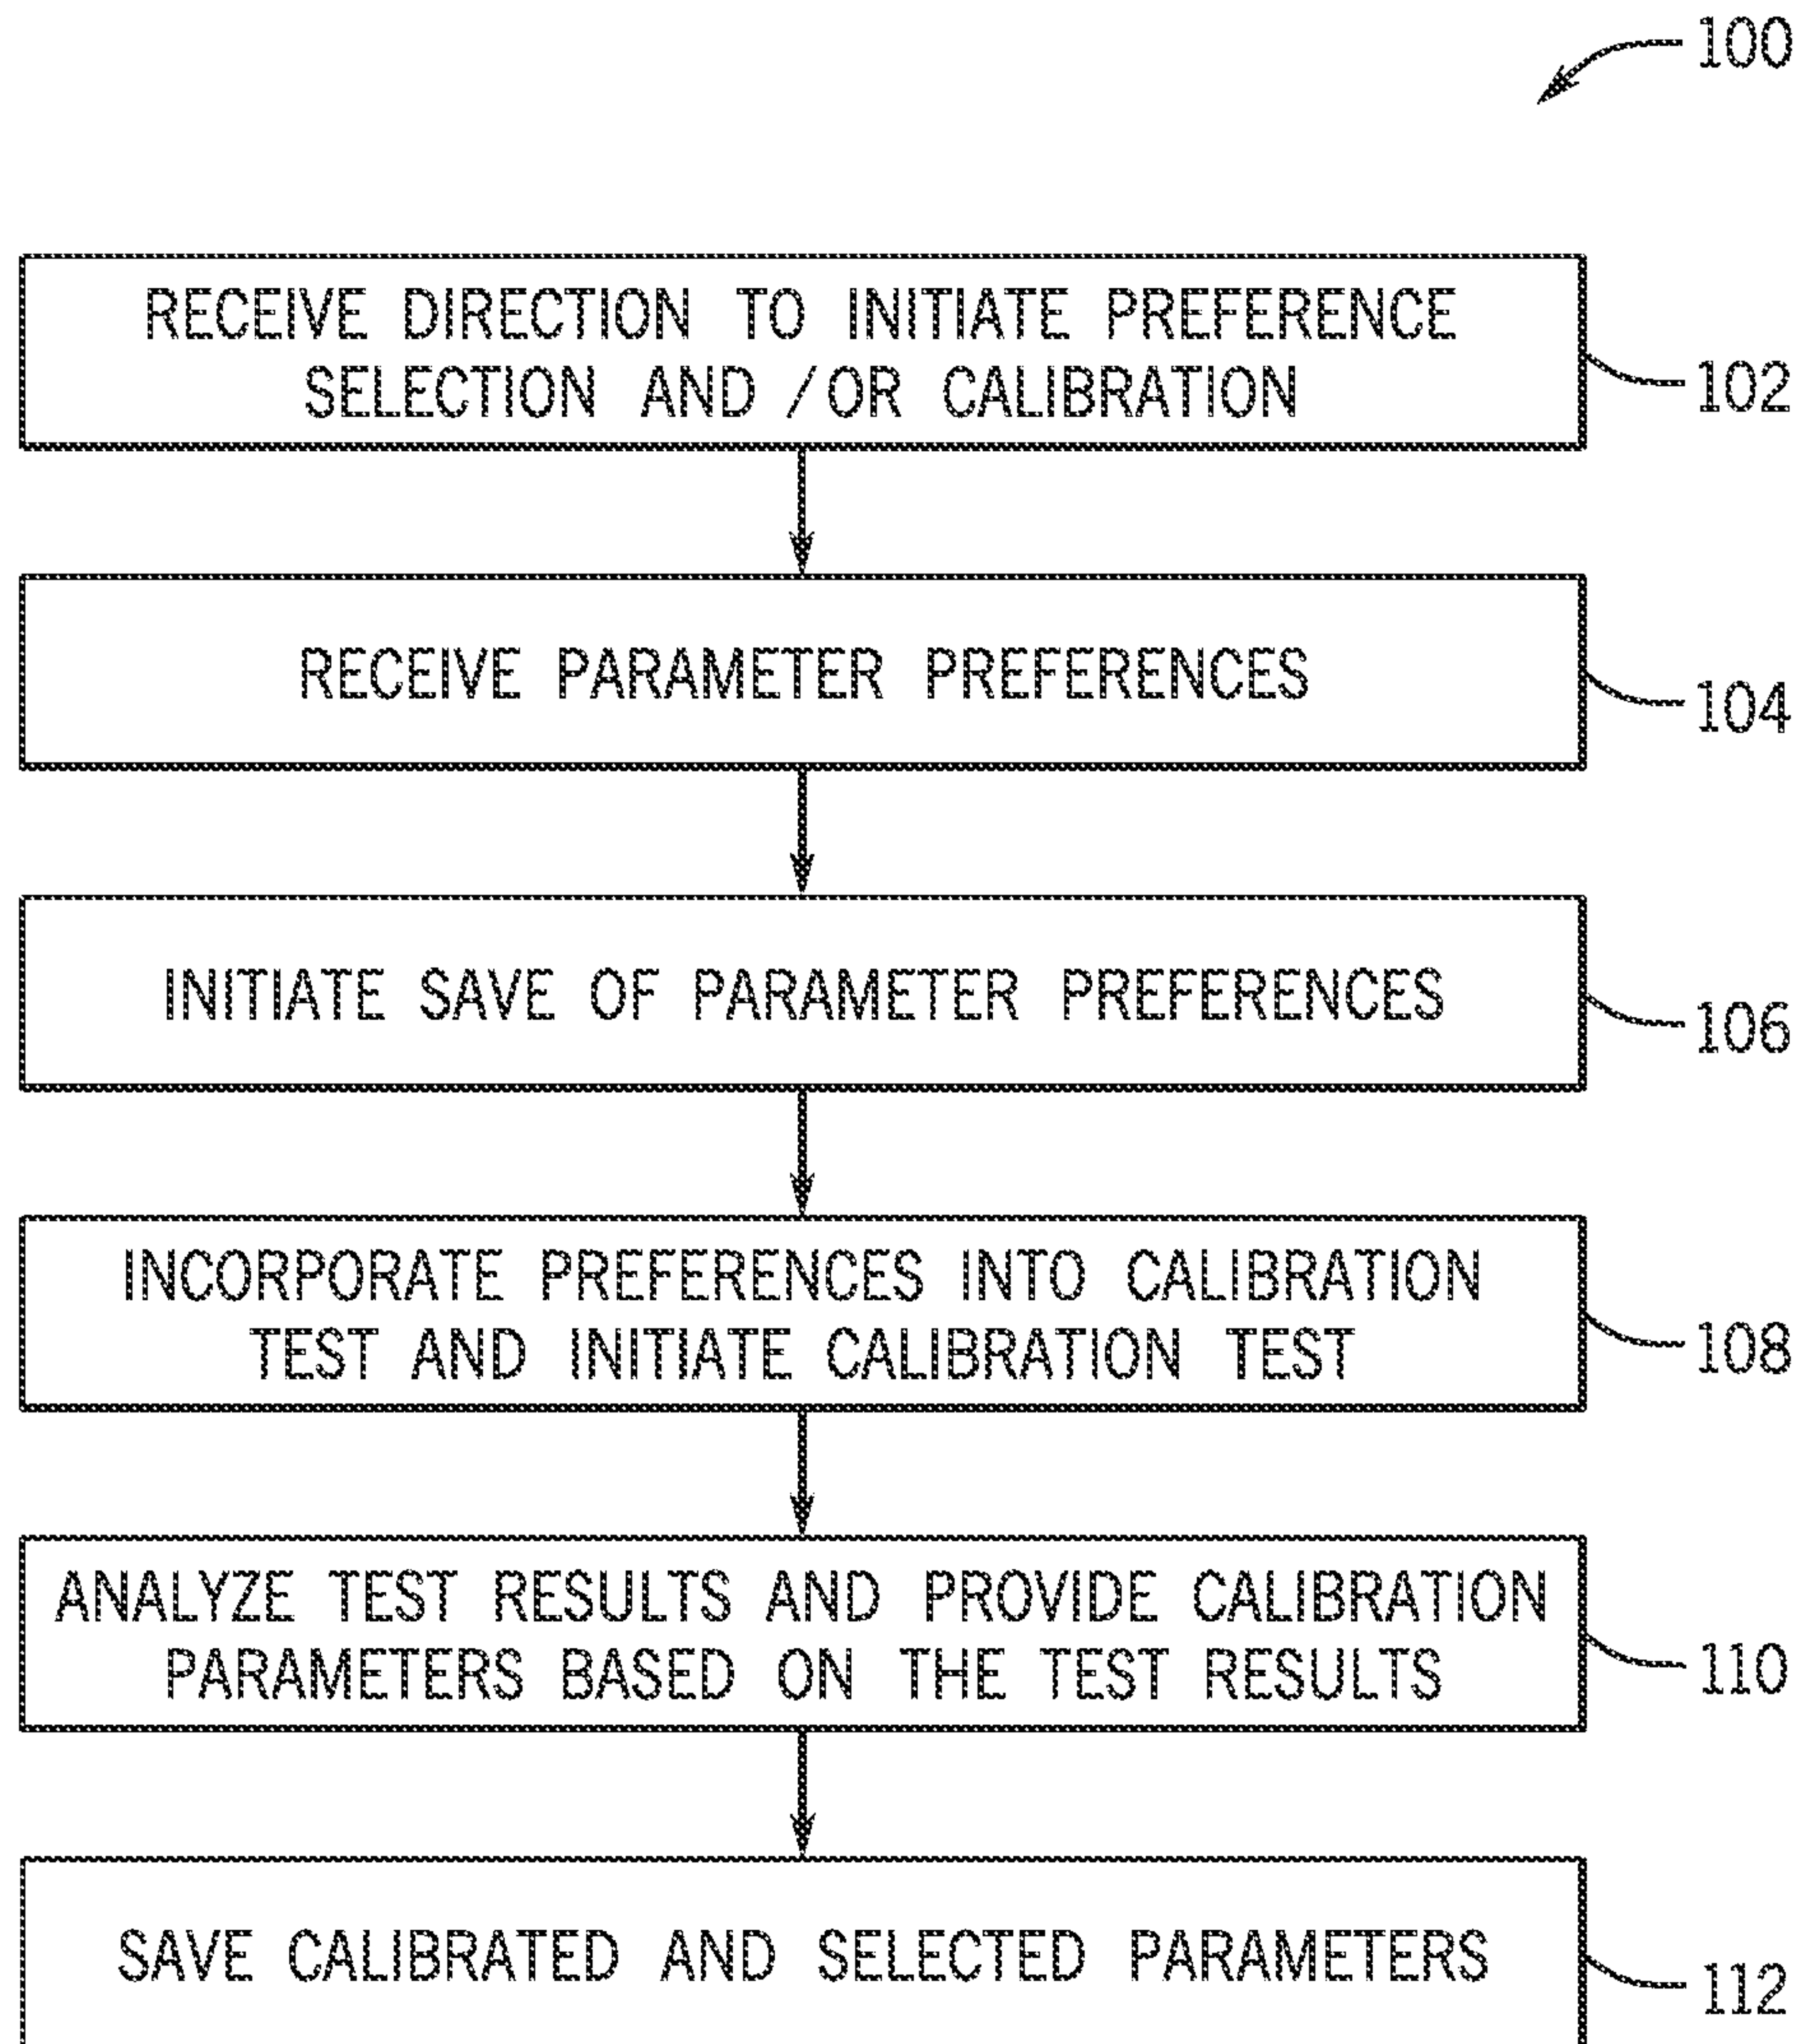 100
RECEIVE DIRECTION TO INITIATE PREFERENCE
SELECTION AND /OR CALIBRATION
102
RECEIVE PARAMETER PREFERENCES
104
INITIATE SAVE OF PARAMETER PREFERENCES
106
INCORPORATE PREFERENCES INTO CALIBRATION
TEST AND INITIATE CALIBRATION TEST
108
ANALYZE TEST RESULTS AND PROVIDE CALIBRATION
PARAMETERS BASED ON THE TEST RESULTS
110
SAVE CALIBRATED AND SELECTED PARAMETERS
112